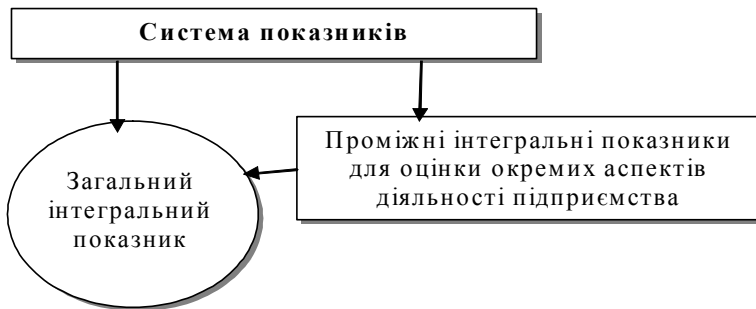 Система показників
Проміжні інтегральні показники
для оцінки окремих аспектів
діяльності підприємства
Загальний
інтегральний
показник